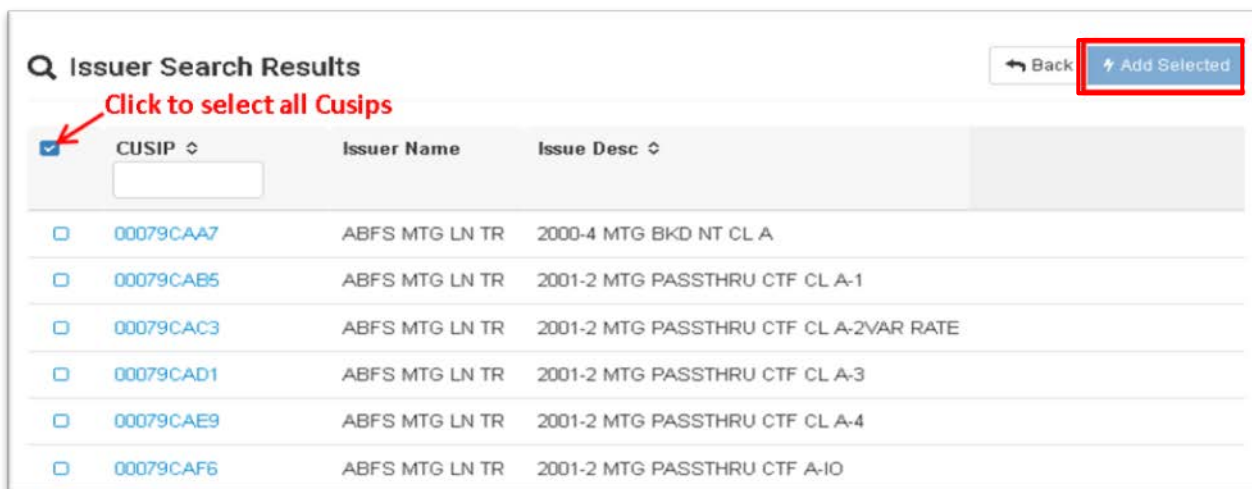 Issuer Search Results
Back
Add Selected
Click to select all Cusips
CUSIP Issuer Name Issue Desc
00079CAA7 ABFS MTG LN TR 2000-4 MTG BKD NT CL A
00079CAB5 ABFS MTG LN TR 2001-2 MTG PASSTHRU CTF CL A-1
00079CAC3 ABFS MTG LN TR 2001-2 MTG PASSTHRU CTF CL A-2VAR RATE
00079CAD1 ABFS MTG LN TR 2001-2 MTG PASSTHRU CTF CL A-3
00079CAE9 ABFS MTG LN TR 2001-2 MTG PASSTHRU CTF CL A-4
00079CAF6 ABFS MTG LN TR 2001-2 MTG PASSTHRU CTF A-IO